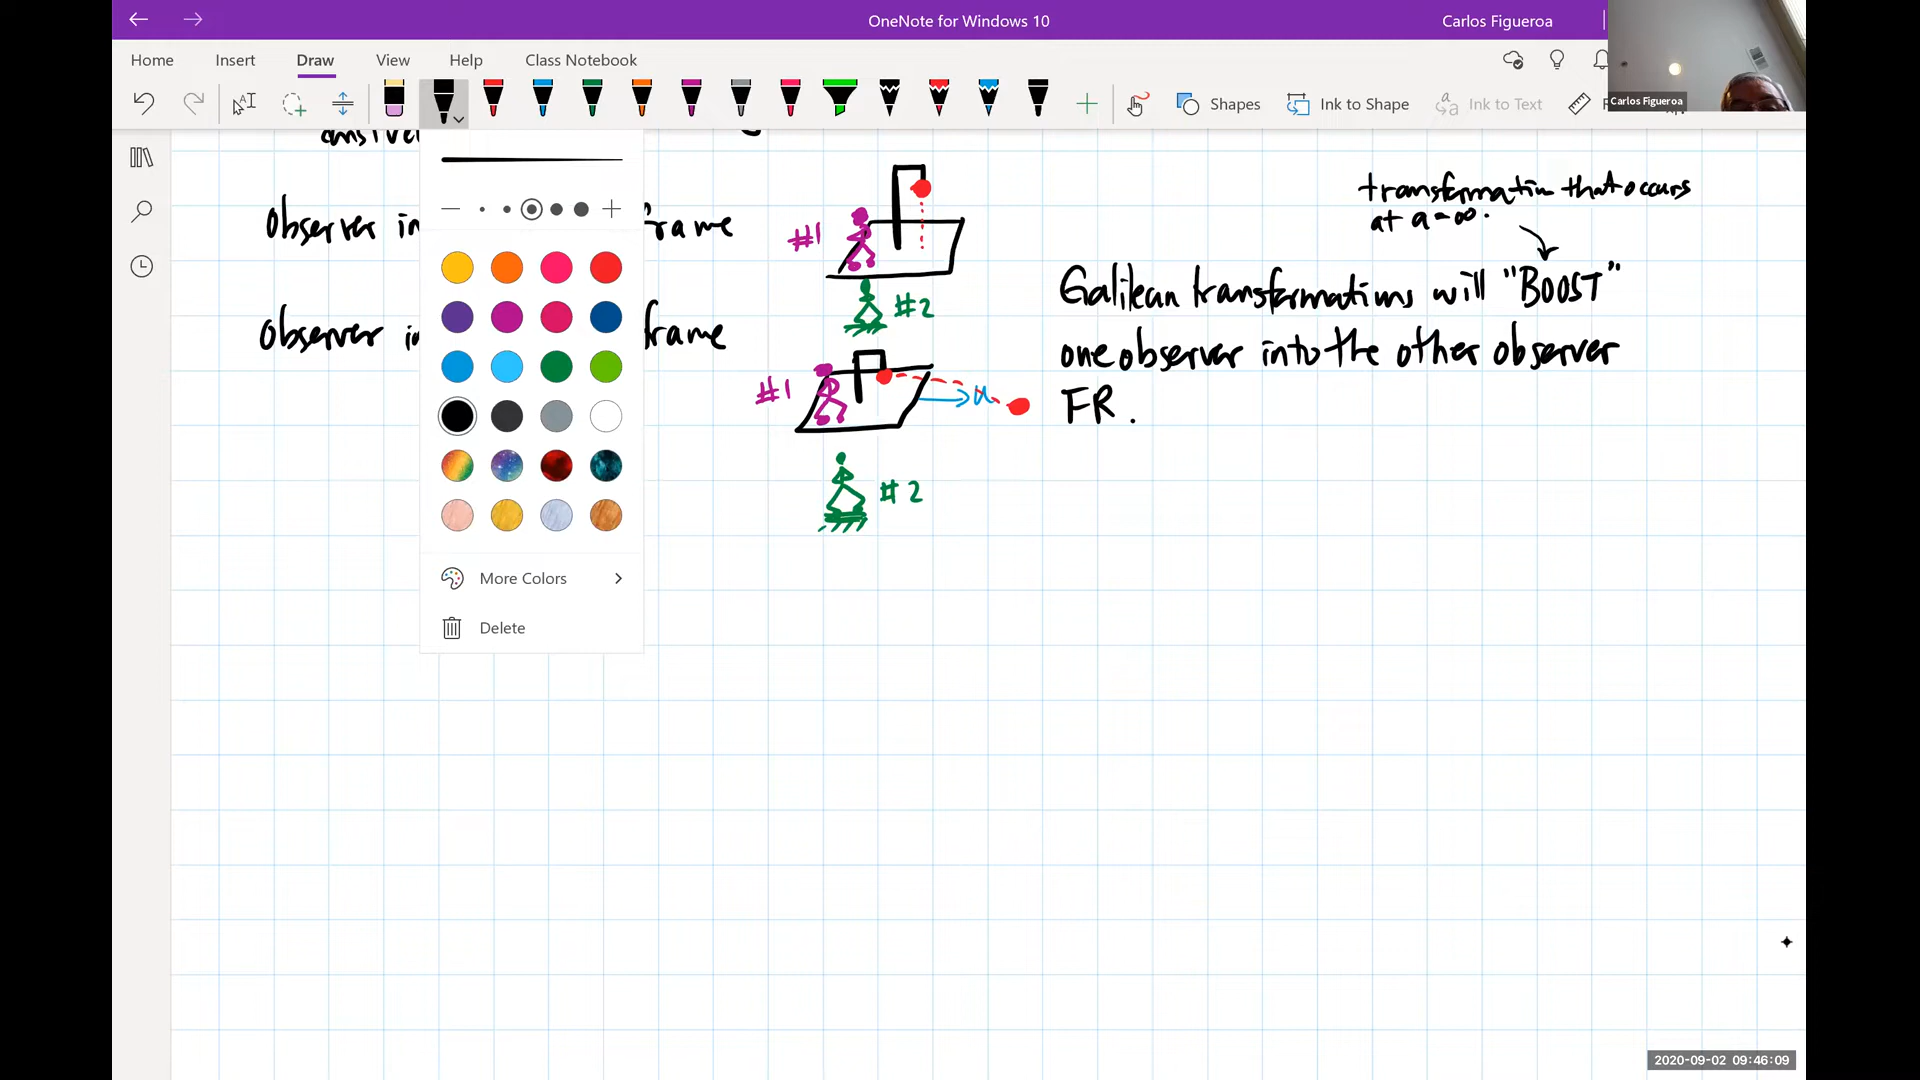 OneNote for Windows 10
Carlos Figueroa
Home Insert Draw View Help Class Notebook
Shapes Ink to Shape Ink to Text
Carlos Figueroa
transformation that occurs
at a = ∞.
Observer in frame
#1
#2
Galilean transformations will "BOOST"
one observer into the other observer
FR.
Observer in frame
#1
u
#2
More Colors
Delete
2020-09-02 09:46:09